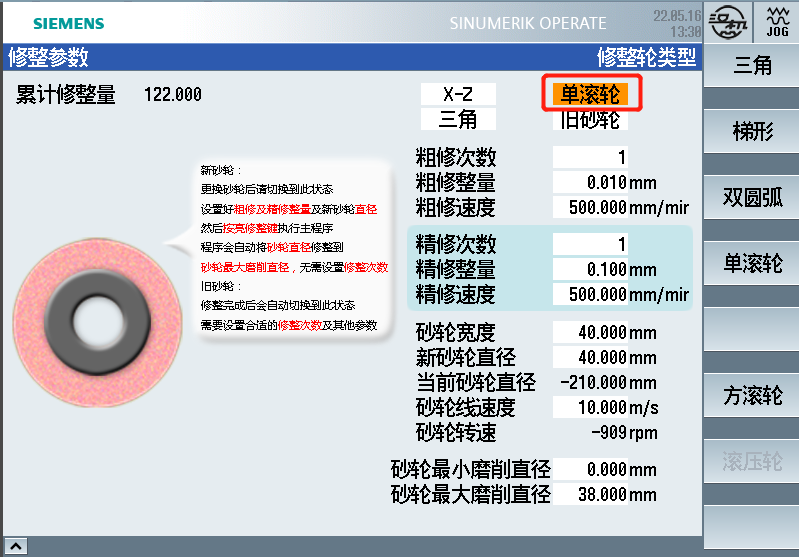 SIEMENS
SINUMERIK OPERATE
22.05.16
13:30
JOG
修整参数
修整轮类型
累计修整量 122.000
X-Z 单滚轮
三角 旧砂轮
粗修次数 1
粗修整量 0.010 mm
粗修速度 500.000 mm/mir
精修次数 1
精修整量 0.100 mm
精修速度 500.000 mm/mir
砂轮宽度 40.000 mm
新砂轮直径 40.000 mm
当前砂轮直径 -210.000 mm
砂轮线速度 10.000 m/s
砂轮转速 -909 rpm
砂轮最小磨削直径 0.000 mm
砂轮最大磨削直径 38.000 mm
新砂轮：
更换砂轮后请切换到此状态
设置好粗修及精修整量及新砂轮直径
然后按亮修整键执行主程序
程序会自动将砂轮直径修整到
砂轮最大磨削直径，无需设置修整次数
旧砂轮：
修整完成后会自动切换到此状态
需要设置合适的修整次数及其他参数
三角
梯形
双圆弧
单滚轮
方滚轮
滚压轮